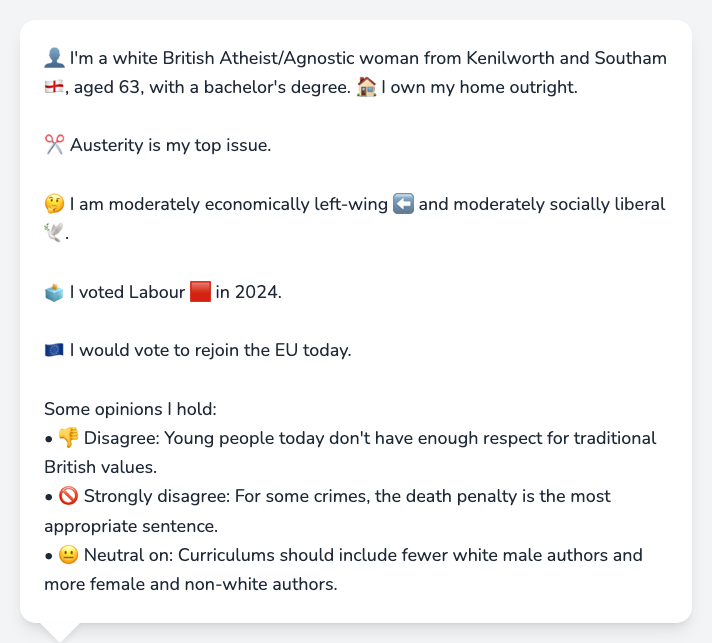 👤 I'm a white British Atheist/Agnostic woman from Kenilworth and Southam
🏴󠁧󠁢󠁥󠁮󠁧󠁿, aged 63, with a bachelor's degree. 🏠 I own my home outright.
✂️ Austerity is my top issue.
🤔 I am moderately economically left-wing ⬅️ and moderately socially liberal
🕊️.
🗳️ I voted Labour 🟥 in 2024.
🇪🇺 I would vote to rejoin the EU today.
Some opinions I hold:
• 👎 Disagree: Young people today don't have enough respect for traditional
British values.
• 🚫 Strongly disagree: For some crimes, the death penalty is the most
appropriate sentence.
• 😐 Neutral on: Curriculums should include fewer white male authors and
more female and non-white authors.